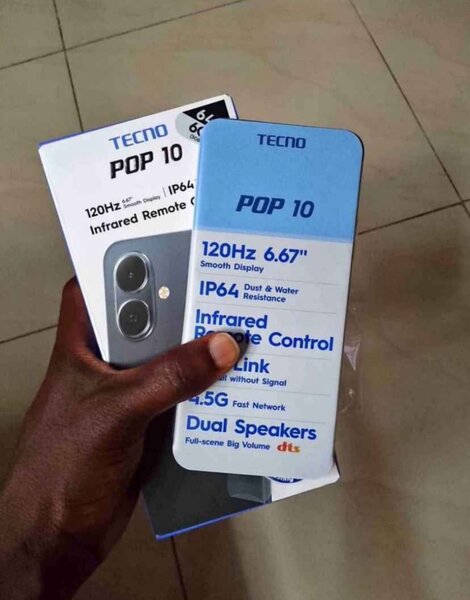 TECNO
POP 10
120Hz 6.67" Smooth Display | IP64
Infrared Remote
TECNO
POP 10
120Hz 6.67"
Smooth Display
IP64 Dust & Water
Resistance
Infrared
Remote Control
Link
without Signal
4.5G Fast Network
Dual Speakers
Full-scene Big Volume dts